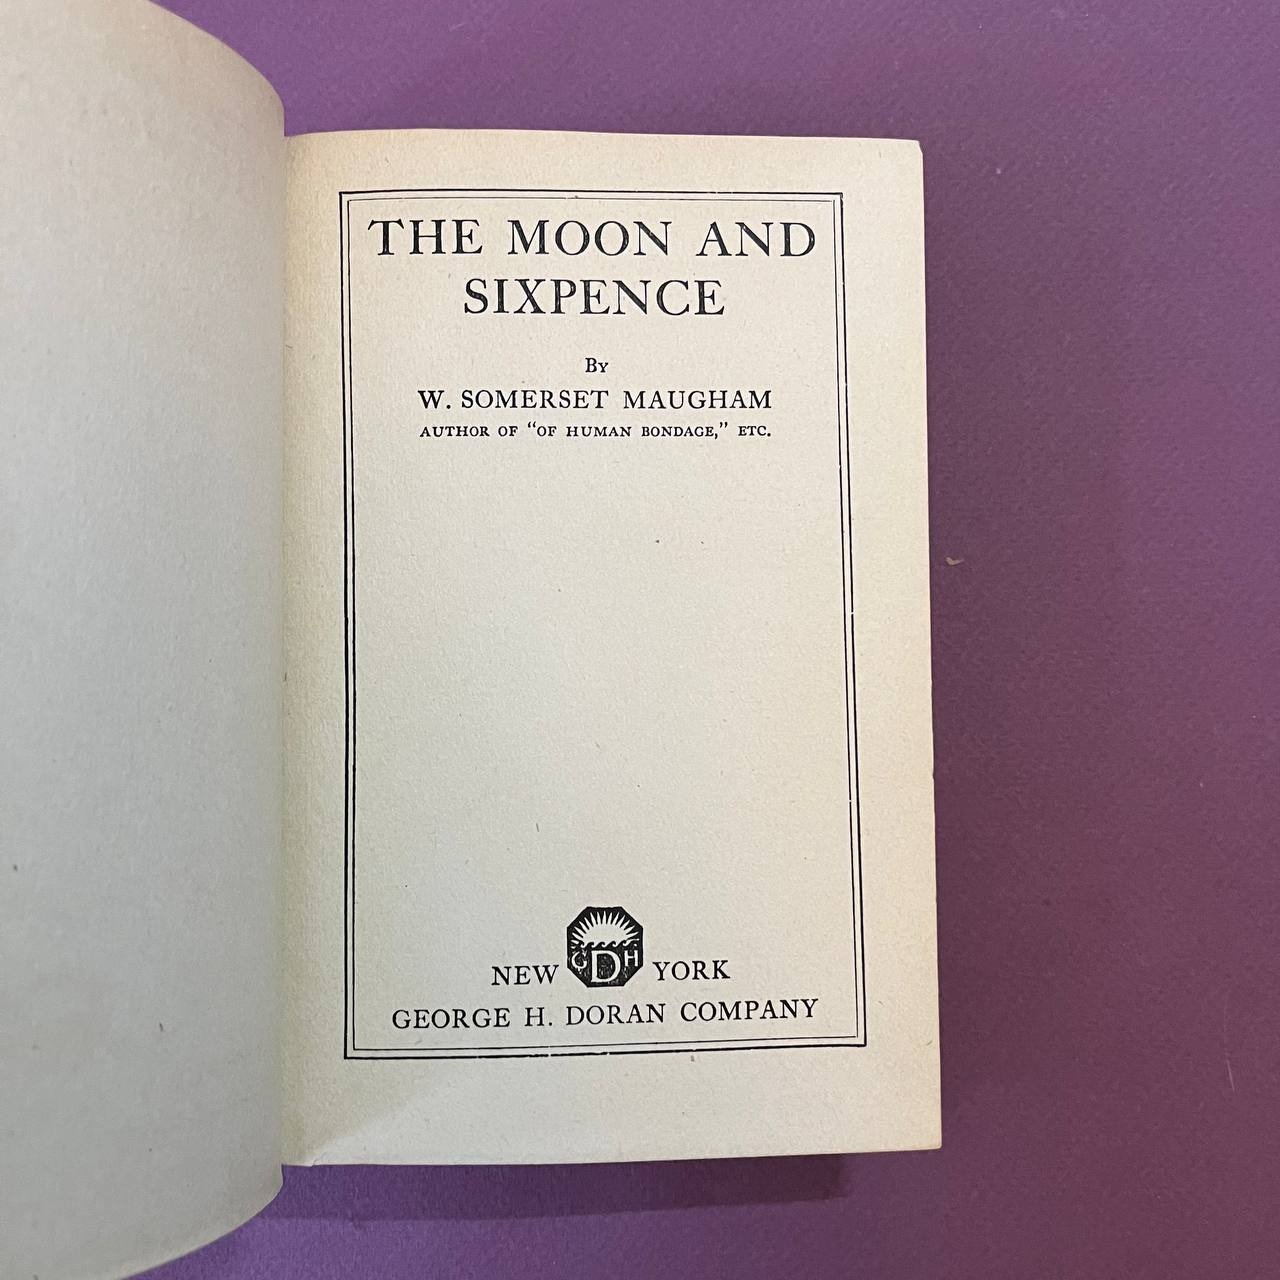 THE MOON AND
SIXPENCE
By
W. SOMERSET MAUGHAM
AUTHOR OF “OF HUMAN BONDAGE,” ETC.
NEW GDH YORK
GEORGE H. DORAN COMPANY